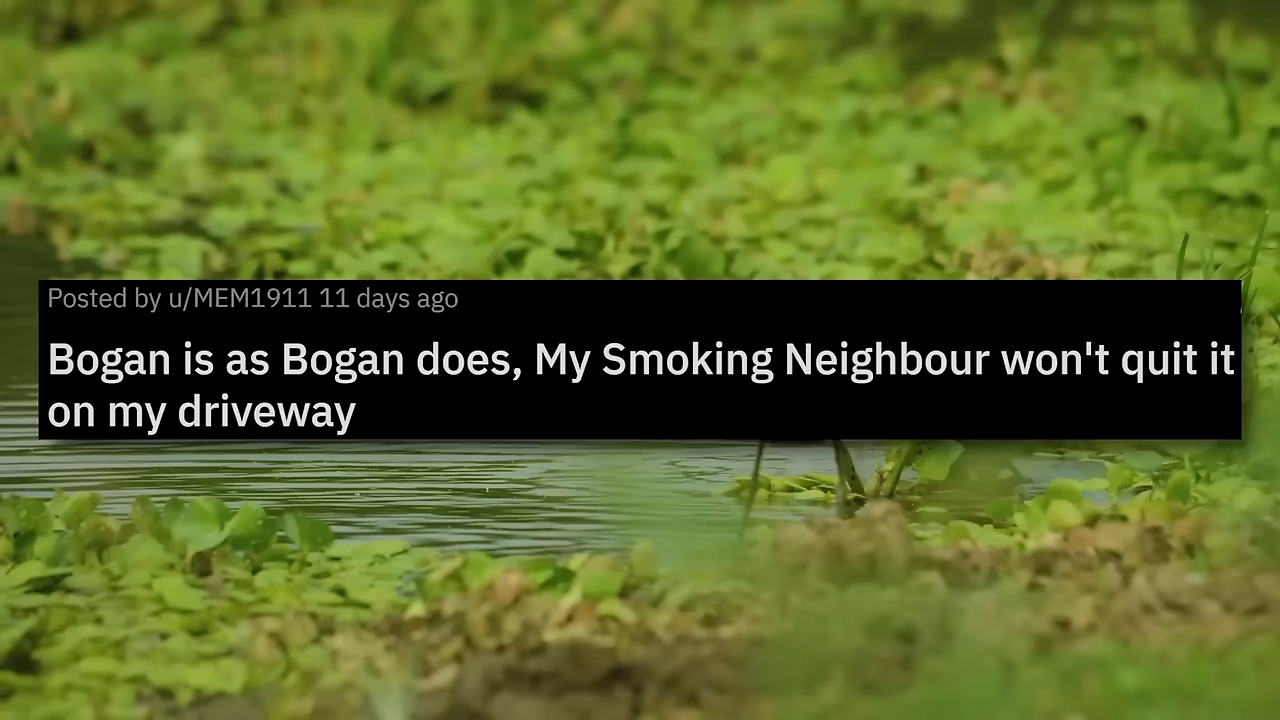 Posted by u/MEM1911 11 days ago
Bogan is as Bogan does, My Smoking Neighbour won't quit it
on my driveway